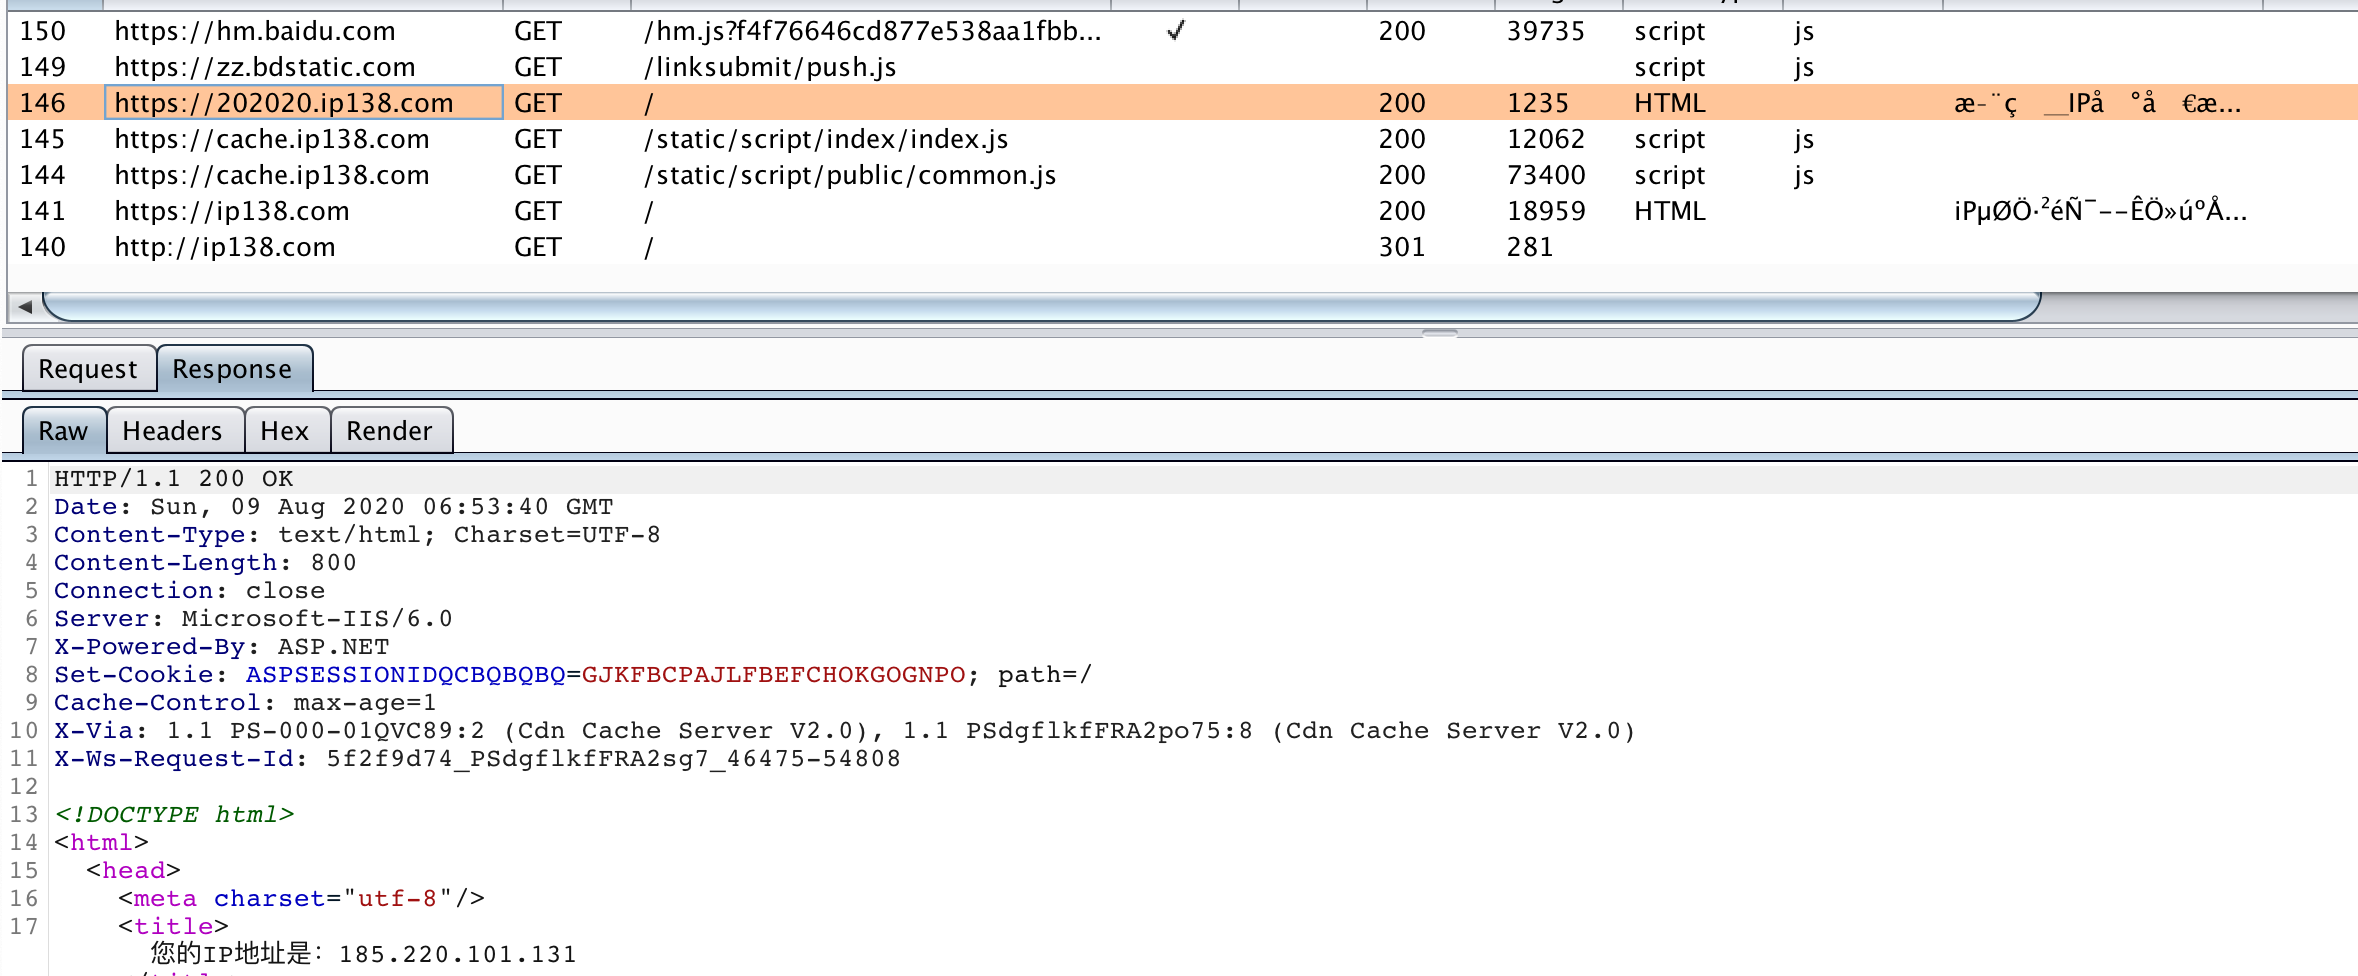 150 https://hm.baidu.com GET /hm.js?f4f76646cd877e538aa1fbb... ✓ 200 39735 script js
149 https://zz.bdstatic.com GET /linksubmit/push.js script js
146 https://202020.ip138.com GET / 200 1235 HTML æ-¨ç __IPå °å €æ...
145 https://cache.ip138.com GET /static/script/index/index.js 200 12062 script js
144 https://cache.ip138.com GET /static/script/public/common.js 200 73400 script js
141 https://ip138.com GET / 200 18959 HTML iPµØÖ·²éÑ¯--ÊÖ»úºÅ...
140 http://ip138.com GET / 301 281
Request Response
Raw Headers Hex Render
1 HTTP/1.1 200 OK
2 Date: Sun, 09 Aug 2020 06:53:40 GMT
3 Content-Type: text/html; Charset=UTF-8
4 Content-Length: 800
5 Connection: close
6 Server: Microsoft-IIS/6.0
7 X-Powered-By: ASP.NET
8 Set-Cookie: ASPSESSIONIDQCBQBQBQ=GJKFBCPAJLFBEFCHOKGOGNPO; path=/
9 Cache-Control: max-age=1
10 X-Via: 1.1 PS-000-01QVC89:2 (Cdn Cache Server V2.0), 1.1 PSdgflkfFRA2po75:8 (Cdn Cache Server V2.0)
11 X-Ws-Request-Id: 5f2f9d74_PSdgflkfFRA2sg7_46475-54808
12
13 <!DOCTYPE html>
14 <html>
15 <head>
16 <meta charset="utf-8"/>
17 <title>
您的IP地址是：185.220.101.131